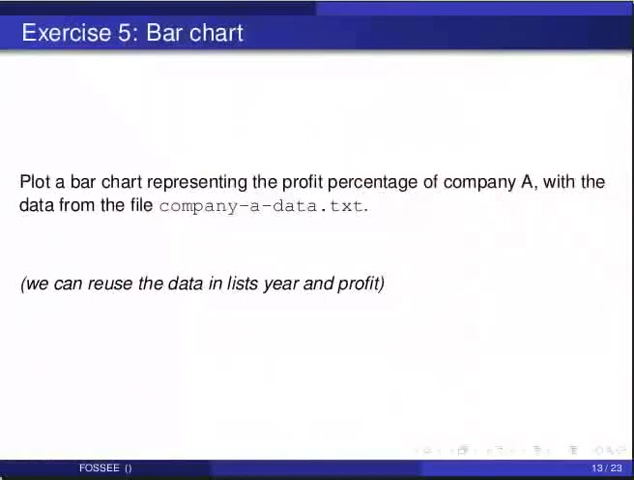 Exercise 5: Bar chart
Plot a bar chart representing the profit percentage of company A, with the
data from the file company-a-data.txt.
(we can reuse the data in lists year and profit)
FOSSEE ()
13 / 23